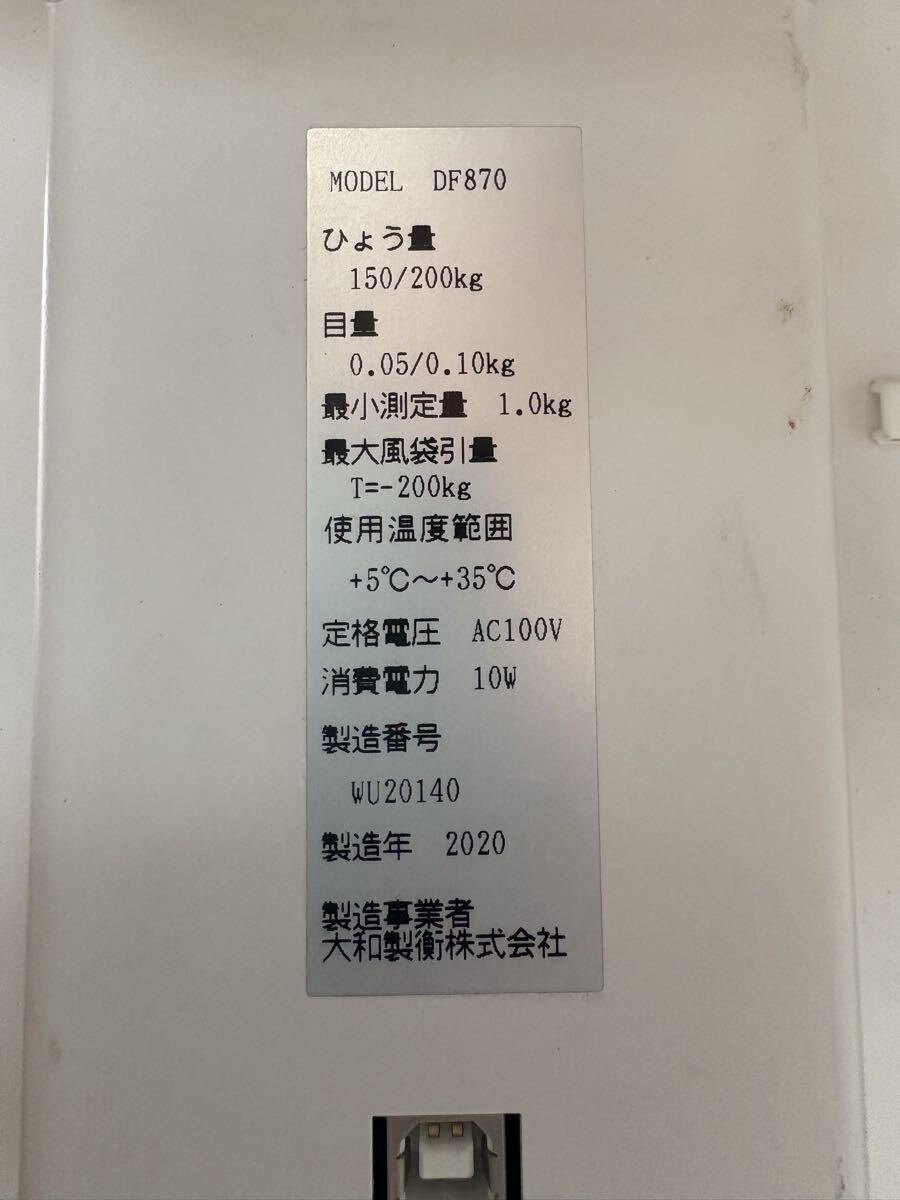 MODEL DF870
ひょう量
150/200kg
目量
0.05/0.10kg
最小測定量 1.0kg
最大風袋引量
T=-200kg
使用温度範囲
+5℃～+35℃
定格電圧 AC100V
消費電力 10W
製造番号
WU20140
製造年 2020
製造事業者
大和製衡株式会社